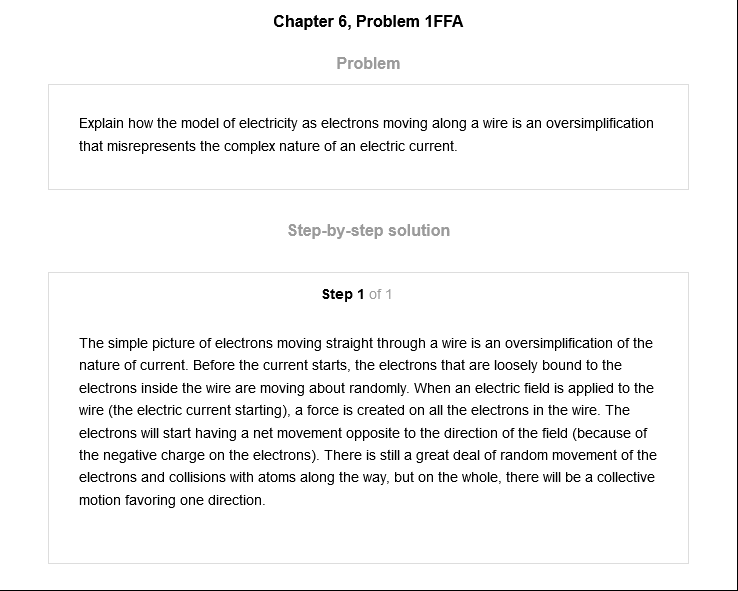 Chapter 6, Problem 1FFA
Problem
Explain how the model of electricity as electrons moving along a wire is an oversimplification
that misrepresents the complex nature of an electric current.
Step-by-step solution
Step 1 of 1
The simple picture of electrons moving straight through a wire is an oversimplification of the
nature of current. Before the current starts, the electrons that are loosely bound to the
electrons inside the wire are moving about randomly. When an electric field is applied to the
wire (the electric current starting), a force is created on all the electrons in the wire. The
electrons will start having a net movement opposite to the direction of the field (because of
the negative charge on the electrons). There is still a great deal of random movement of the
electrons and collisions with atoms along the way, but on the whole, there will be a collective
motion favoring one direction.